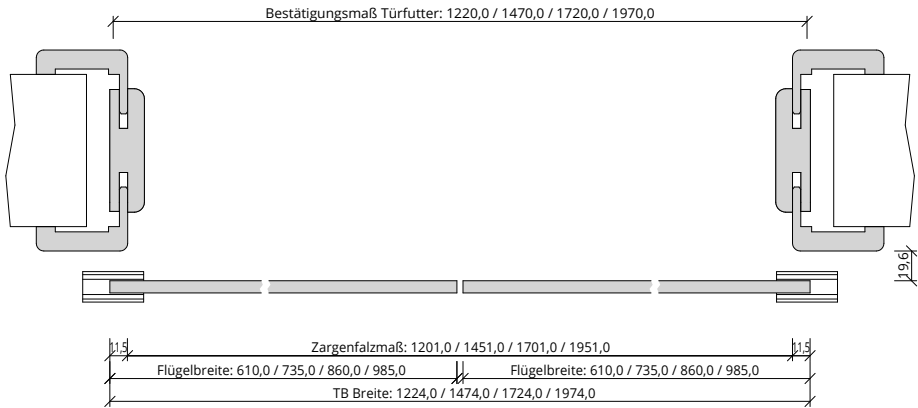 Bestätigungsmaß Türfutter: 1220,0 / 1470,0 / 1720,0 / 1970,0
19,6
11,5
Zargenfalzmaß: 1201,0 / 1451,0 / 1701,0 / 1951,0
11,5
Flügelbreite: 610,0 / 735,0 / 860,0 / 985,0
Flügelbreite: 610,0 / 735,0 / 860,0 / 985,0
TB Breite: 1224,0 / 1474,0 / 1724,0 / 1974,0